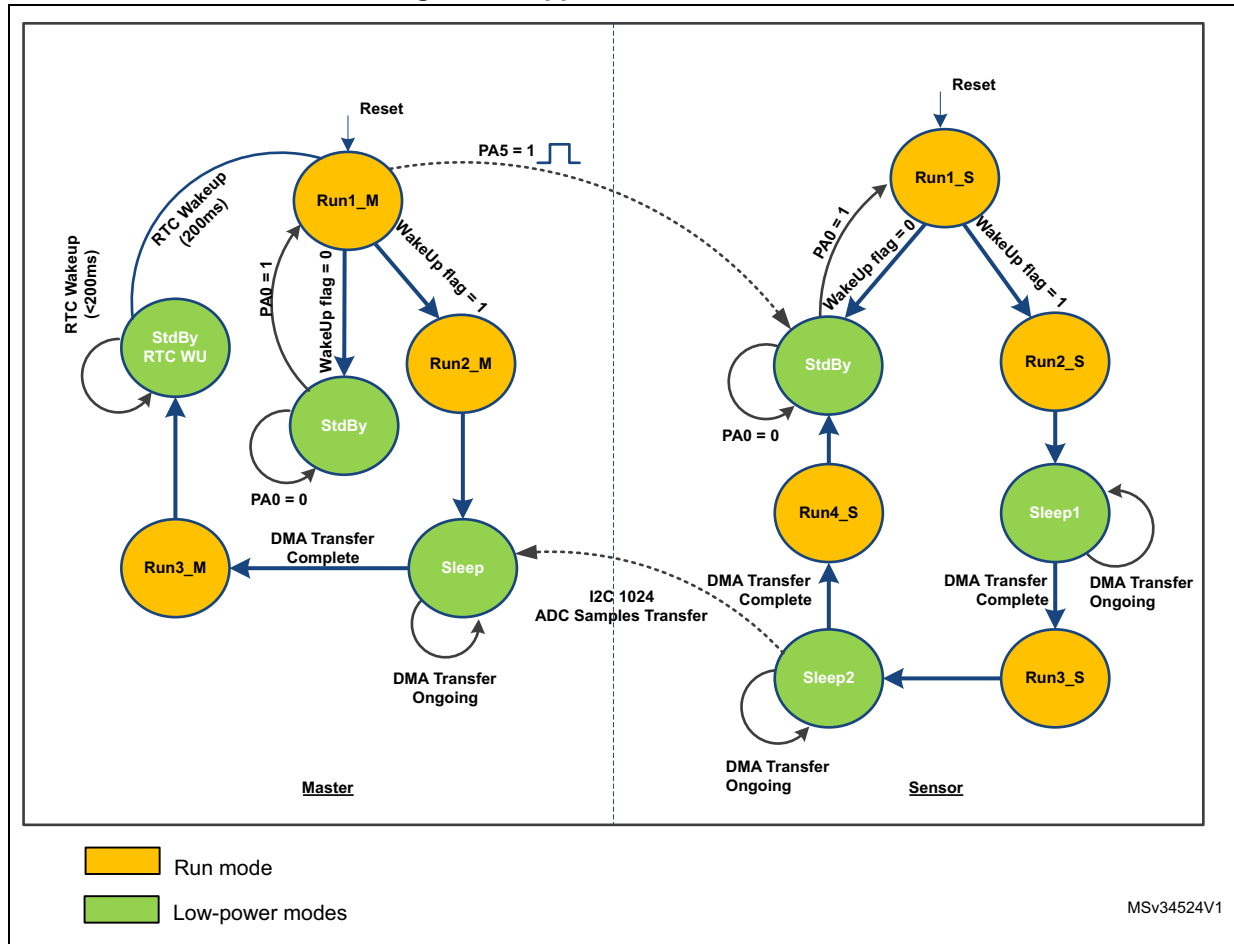 Reset
Reset
PA5 = 1
Run1_M
Run1_S
RTC Wakeup
(200ms)
RTC Wakeup
(<200ms)
PA0 = 1
WakeUp flag = 0
WakeUp flag = 1
PA0 = 1
WakeUp flag = 0
WakeUp flag = 1
StdBy
RTC WU
Run2_M
StdBy
Run2_S
StdBy
PA0 = 0
PA0 = 0
Run4_S
Sleep1
DMA Transfer
Complete
Run3_M
Sleep
I2C 1024
ADC Samples Transfer
DMA Transfer
Complete
DMA Transfer
Complete
DMA Transfer
Ongoing
DMA Transfer
Ongoing
Sleep2
Run3_S
DMA Transfer
Ongoing
Master
Sensor
Run mode
Low-power modes
MSv34524V1